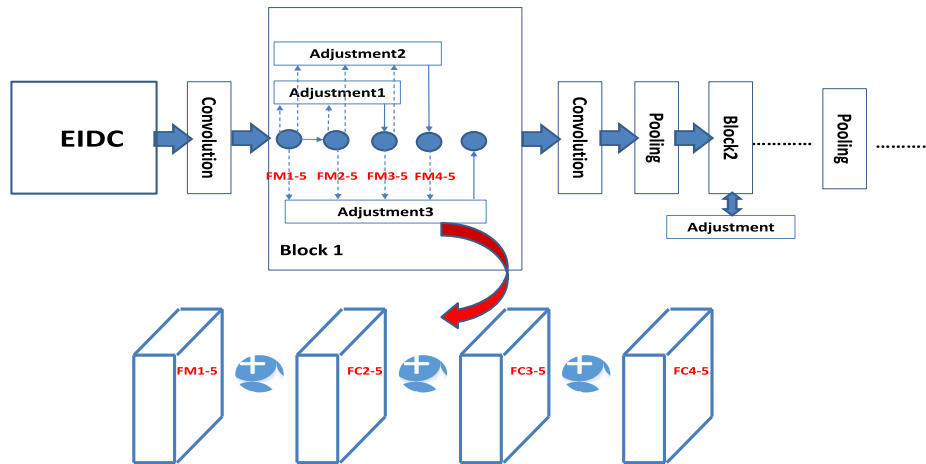 EIDC
Convolution
Adjustment2
Adjustment1
FM1-5
FM2-5
FM3-5
FM4-5
Adjustment3
Block 1
Convolution
Pooling
Block2
Adjustment
Pooling
FM1-5
FC2-5
FC3-5
FC4-5